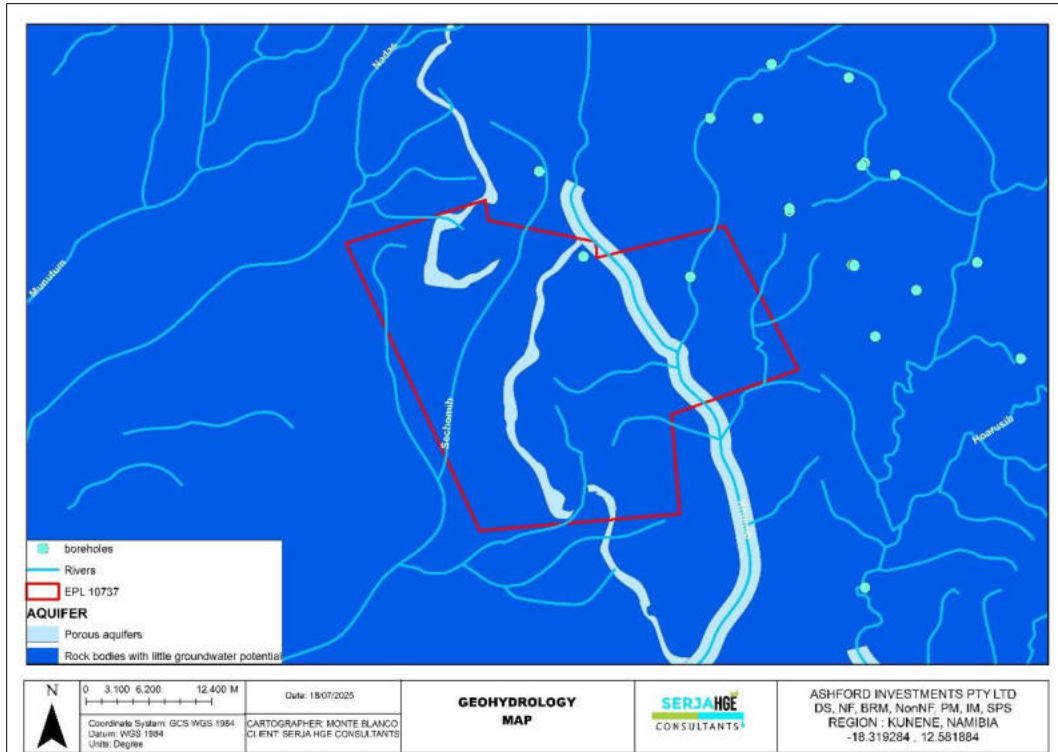 Nadas
Munutum
Sechomib
Hoarusib
boreholes
Rivers
EPL 10737
AQUIFER
Porous aquifers
Rock bodies with little groundwater potential
N
0 3.100 6.200 12.400 M
Coordinate System: GCS WGS 1984
Datum: WGS 1984
Units: Degree
Date: 18/07/2025
CARTOGRAPHER: MONTE BLANCO
CLIENT: SERJA HGE CONSULTANTS
GEOHYDROLOGY
MAP
SERJAHGE
CONSULTANTS
ASHFORD INVESTMENTS PTY LTD
DS, NF, BRM, NonNF, PM, IM, SPS
REGION : KUNENE, NAMIBIA
-18.319284 , 12.581884